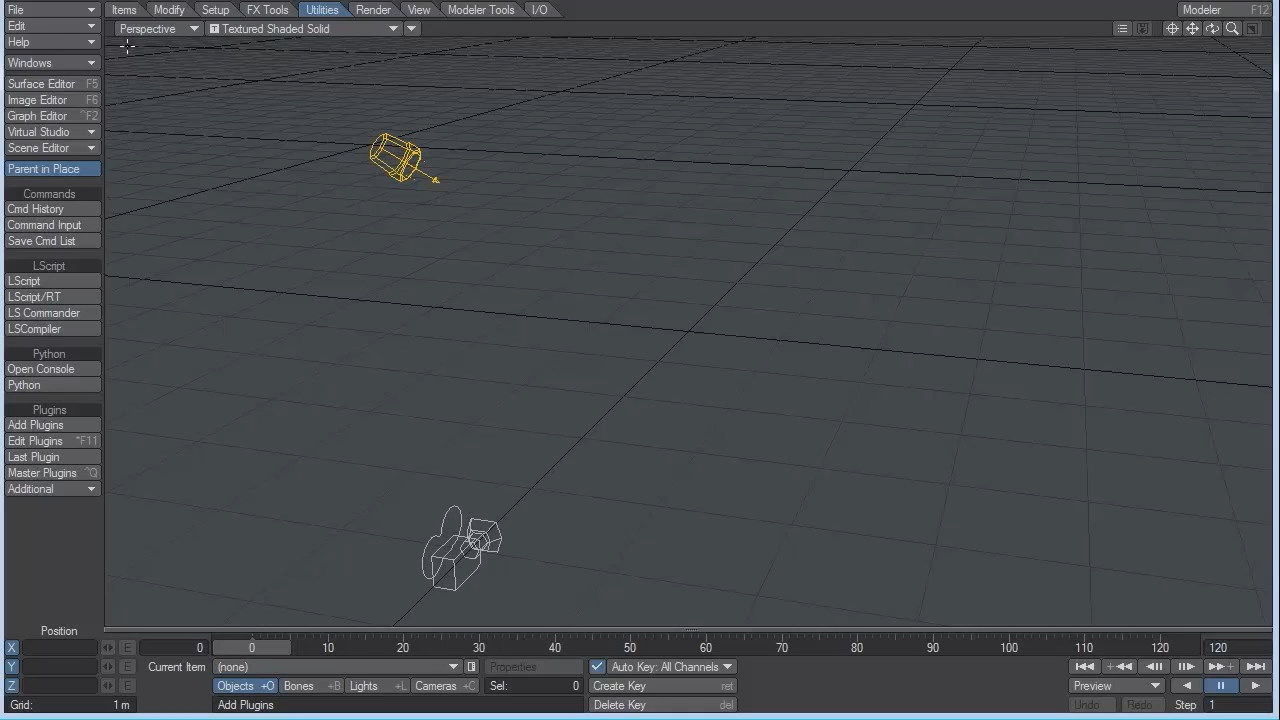 File Items Modify Setup FX Tools Utilities Render View Modeler Tools I/O Modeler F12
Edit
Perspective T Textured Shaded Solid
Help
Windows
Surface Editor F5
Image Editor F6
Graph Editor ^F2
Virtual Studio
Scene Editor
Parent in Place
Commands
Cmd History
Command Input
Save Cmd List
LScript
LScript
LScript/RT
LS Commander
LSCompiler
Python
Open Console
Python
Plugins
Add Plugins
Edit Plugins ^F11
Last Plugin
Master Plugins ^Q
Additional
Position
X E 0 0 10 20 30 40 50 60 70 80 90 100 110 120 120
Y E Current Item (none) Properties Auto Key: All Channels
Z E Objects +O Bones +B Lights +L Cameras +C Sel: 0 Create Key ret Preview
Grid: 1 m Add Plugins Delete Key del Undo Redo Step 1